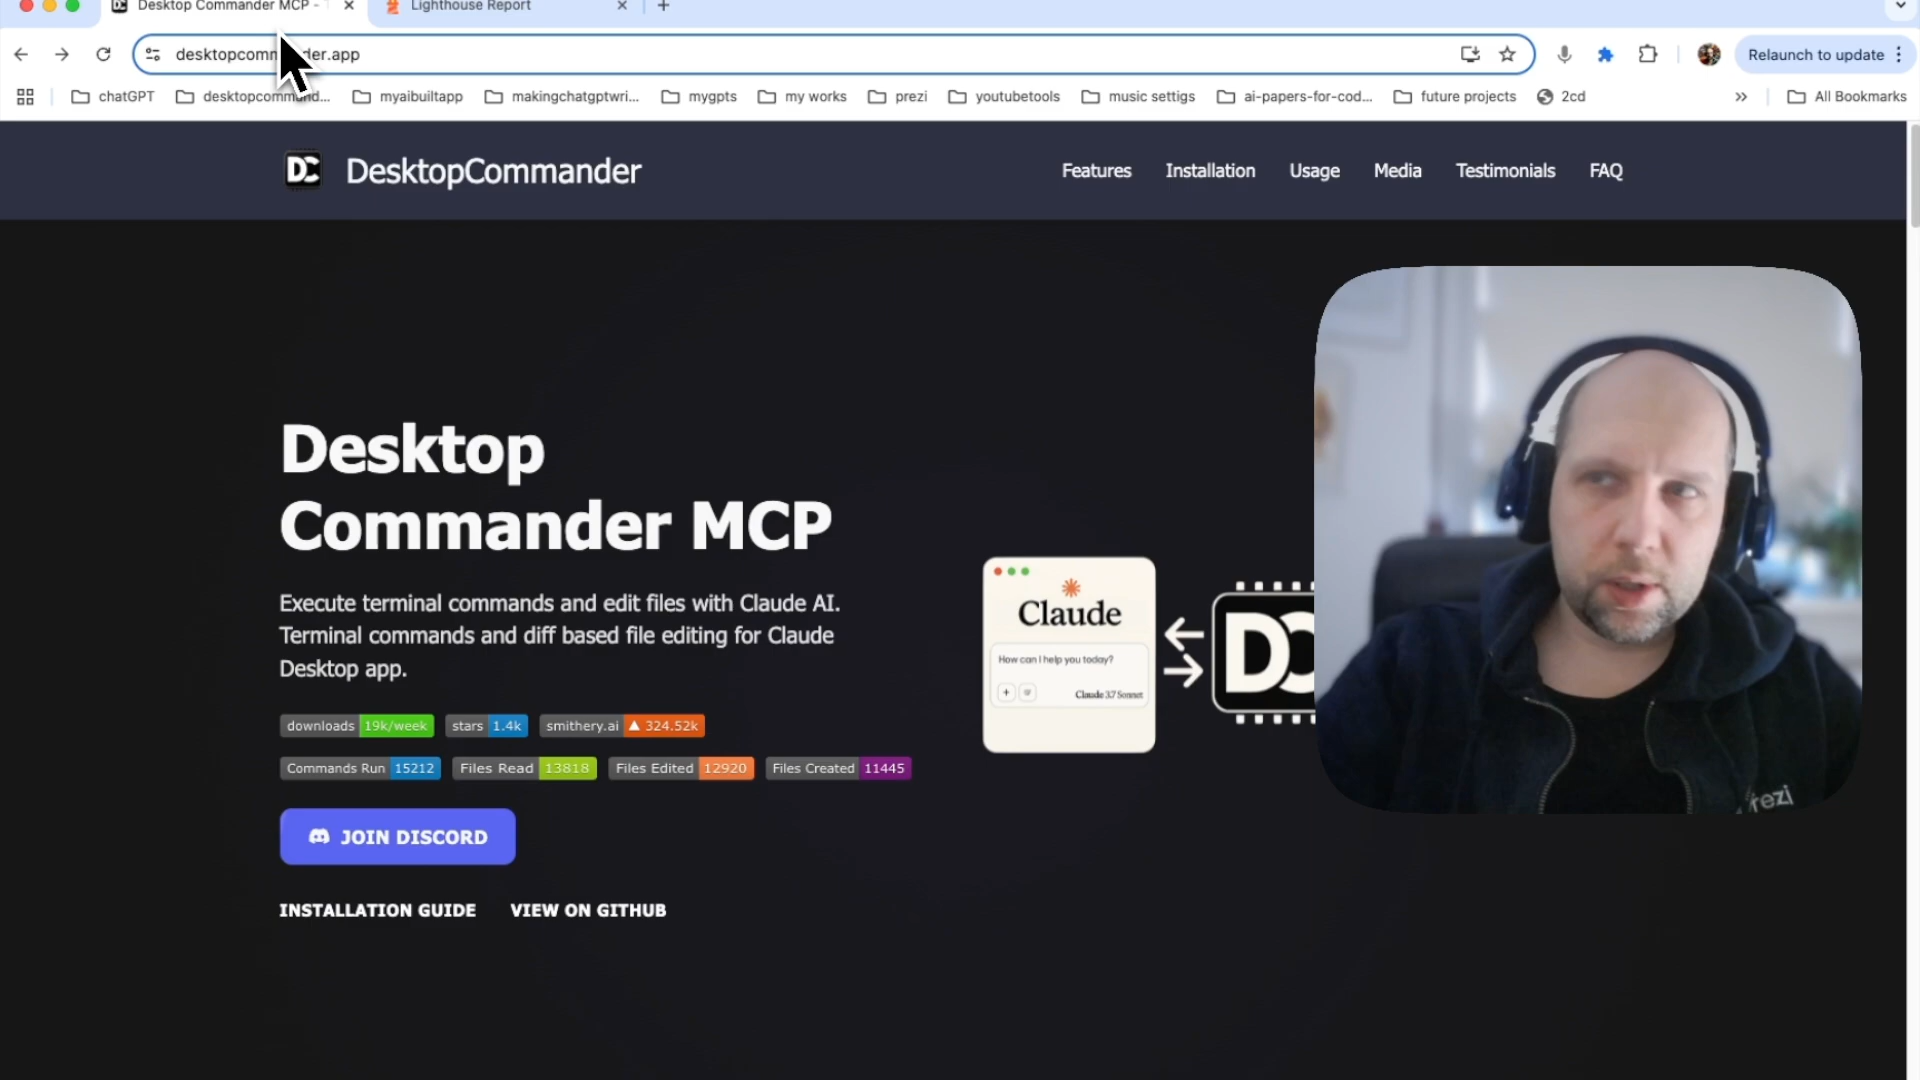 Desktop Commander MCP -
Lighthouse Report
desktopcommander.app
Relaunch to update
chatGPT
desktopcommand...
myaibuiltapp
makingchatgptwri...
mygpts
my works
prezi
youtubetools
music settigs
ai-papers-for-cod...
future projects
2cd
All Bookmarks
DC
DesktopCommander
Features
Installation
Usage
Media
Testimonials
FAQ
Desktop
Commander MCP
Execute terminal commands and edit files with Claude AI.
Terminal commands and diff based file editing for Claude
Desktop app.
downloads 19k/week
stars 1.4k
smithery.ai ▲ 324.52k
Commands Run 15212
Files Read 13818
Files Edited 12920
Files Created 11445
JOIN DISCORD
INSTALLATION GUIDE
VIEW ON GITHUB
Claude
How can I help you today?
Claude 3.7 Sonnet
DC
rezi